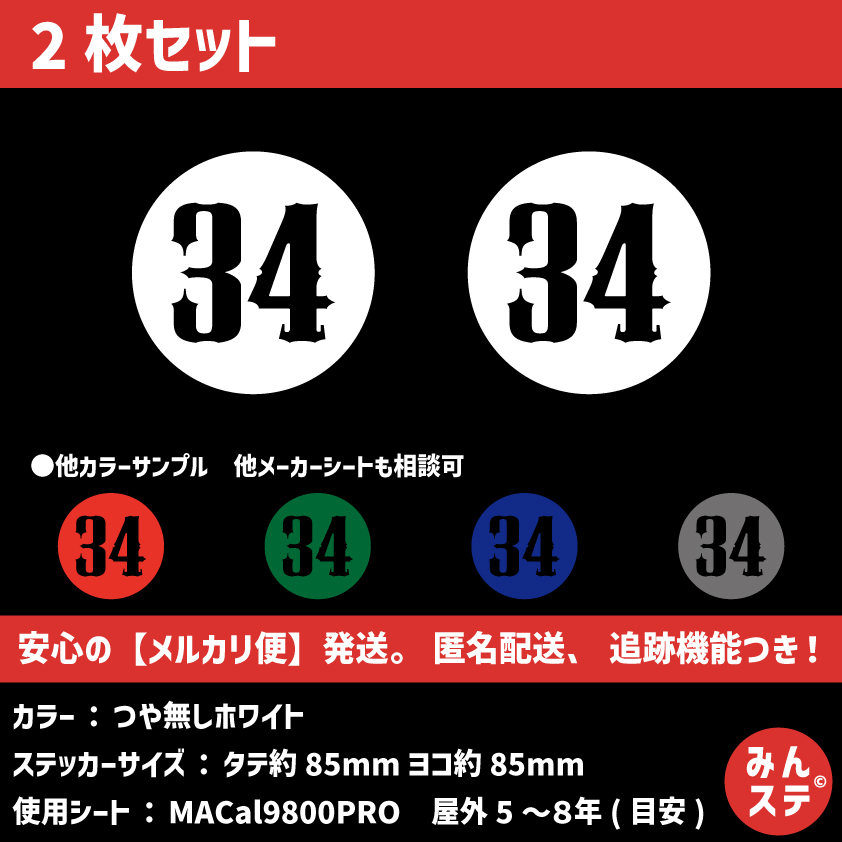 2枚セット
34 34
●他カラーサンプル　他メーカーシートも相談可
34 34 34 34
安心の【メルカリ便】発送。 匿名配送、 追跡機能つき！
カラー ： つや無しホワイト
ステッカーサイズ ： タテ約 85mm ヨコ約 85mm
使用シート ： MACal9800PRO　屋外 5 〜8年 ( 目安 )
みん
ステ©